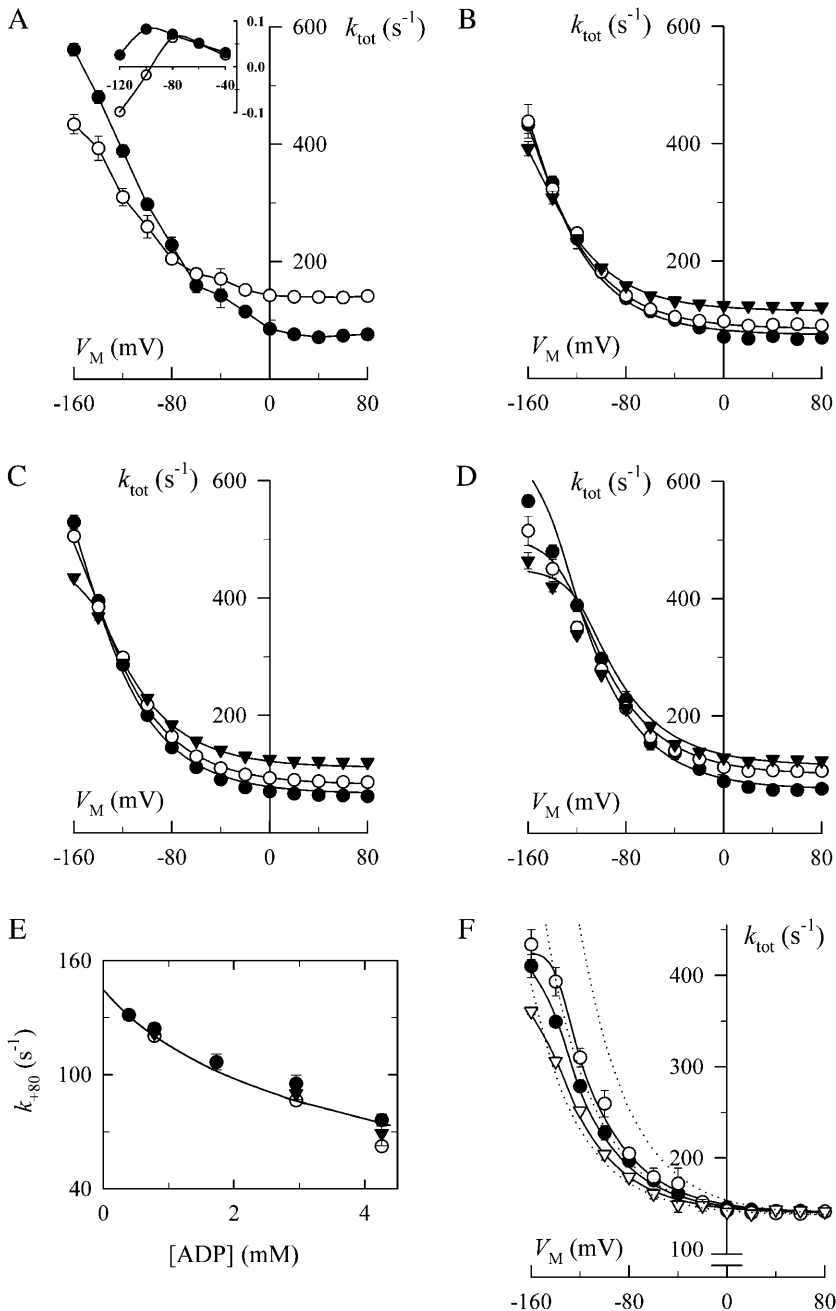 A
k_tot (s⁻¹)
0.1
0.0
-0.1
-120 -80 -40
600
400
200
V_M (mV)
-160 -80 0 80
B
k_tot (s⁻¹)
600
400
200
V_M (mV)
-160 -80 0 80
C
k_tot (s⁻¹)
600
400
200
V_M (mV)
-160 -80 0 80
D
k_tot (s⁻¹)
600
400
200
V_M (mV)
-160 -80 0 80
E
k_+80 (s⁻¹)
160
100
40
0 2 4
[ADP] (mM)
F
k_tot (s⁻¹)
400
300
200
100
V_M (mV)
-160 -80 0 80